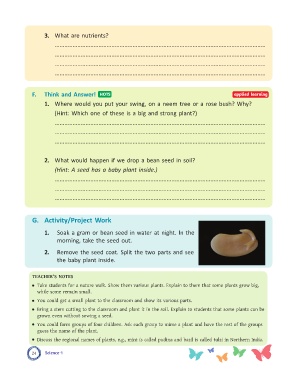 3. What are nutrients?
F. Think and Answer! HOTS applied learning
1. Where would you put your swing, on a neem tree or a rose bush? Why?
(Hint: Which one of these is a big and strong plant?)
2. What would happen if we drop a bean seed in soil?
(Hint: A seed has a baby plant inside.)
G. Activity/Project Work
1. Soak a gram or bean seed in water at night. In the
morning, take the seed out.
2. Remove the seed coat. Split the two parts and see
the baby plant inside.
TEACHER'S NOTES
• Take students for a nature walk. Show them various plants. Explain to them that some plants grow big,
while some remain small.
• You could get a small plant to the classroom and show its various parts.
• Bring a stem cutting to the classroom and plant it in the soil. Explain to students that some plants can be
grown even without sowing a seed.
• You could form groups of four children. Ask each group to mime a plant and have the rest of the groups
guess the name of the plant.
• Discuss the regional names of plants, e.g., mint is called pudina and basil is called tulsi in Northern India.
24 Science-1